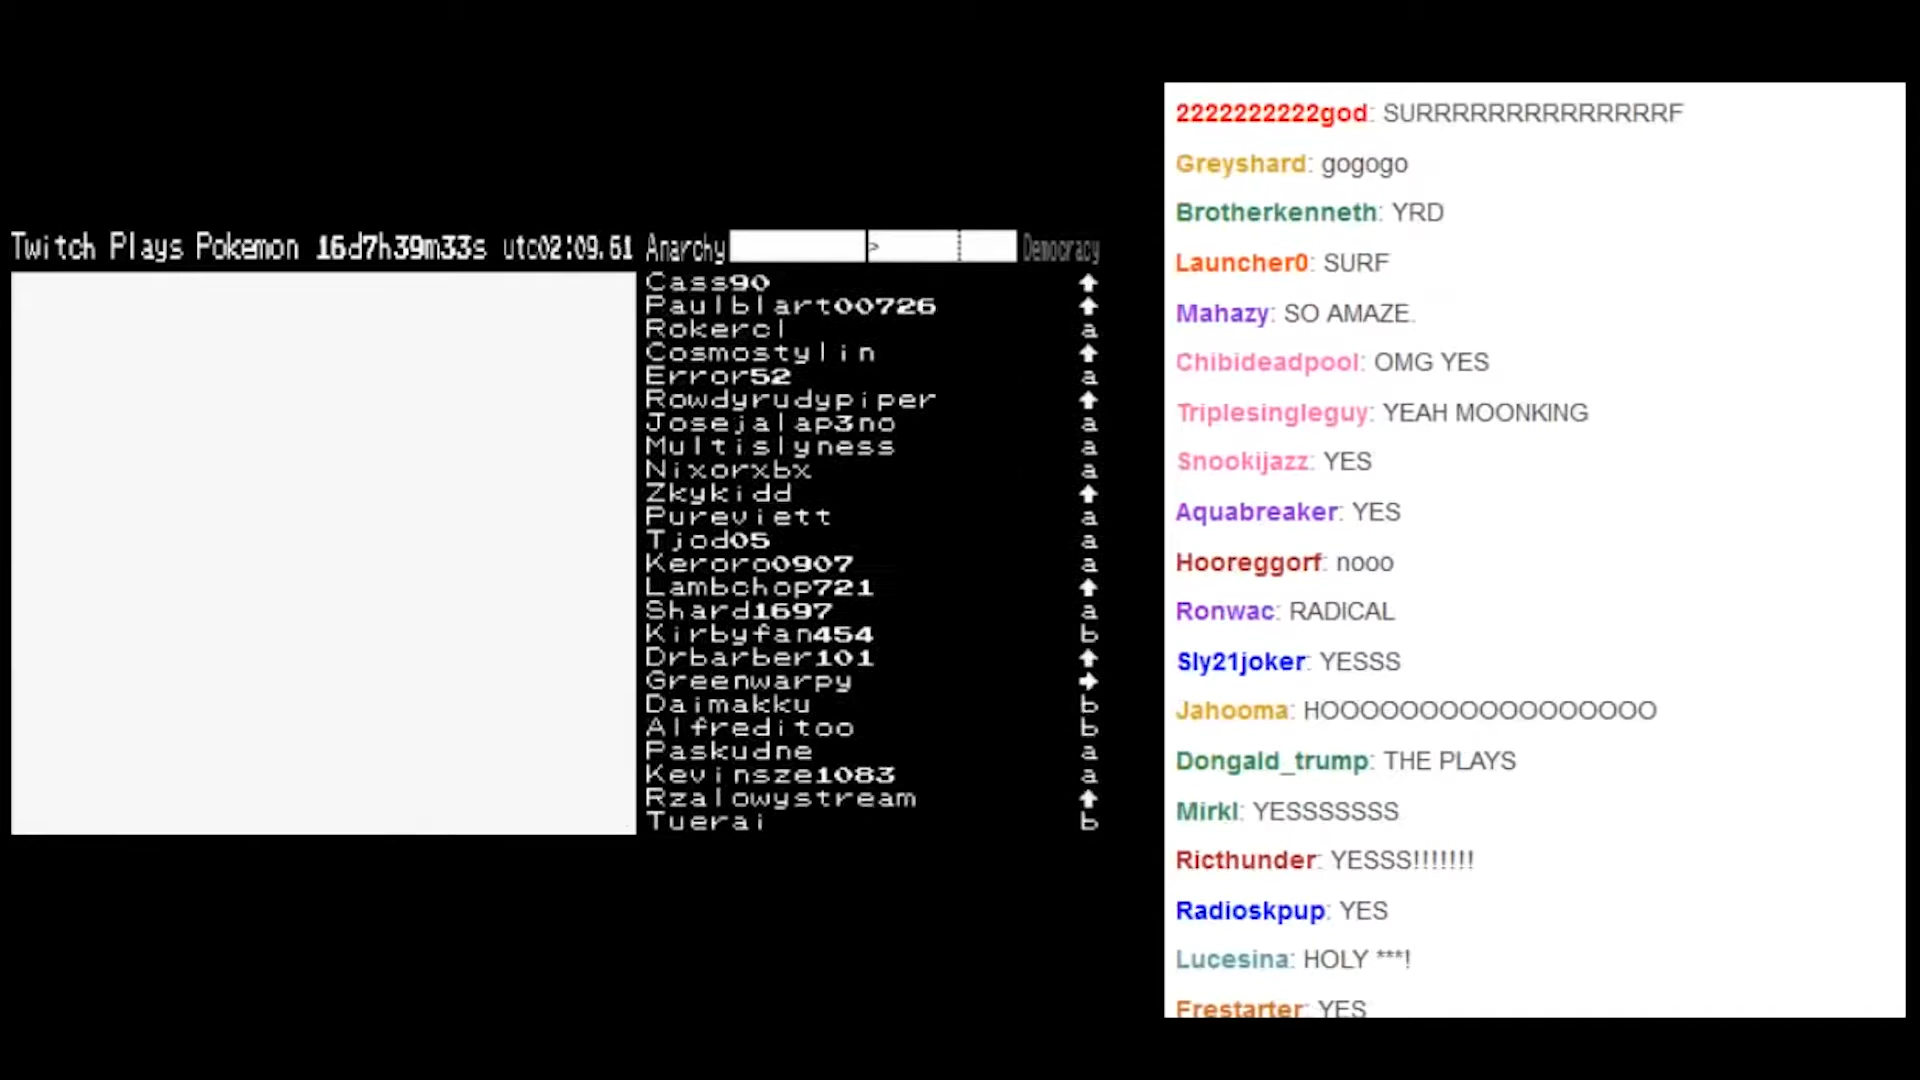 Twitch Plays Pokemon 16d7h39m33s utc02:09.61
Anarchy > Democracy
Cass90 ⬆
Paulblart00726 ⬆
Rokercl a
Cosmostylin ⬆
Error52 a
Rowdyrudypiper ⬆
Josejalap3no a
Multislyness a
Nixorxbx a
Zkykidd ⬆
Pureviett a
Tjod05 a
Keroro0907 a
Lambchop721 ⬆
Shard1697 a
Kirbyfan454 b
Drbarber101 ⬆
Greenwarpy ➡
Daimakku b
Alfreditoo b
Paskudne a
Kevinsze1083 a
Rzalowystream ⬆
Tuerai b
2222222222god: SURRRRRRRRRRRRRRRF
Greyshard: gogogo
Brotherkenneth: YRD
Launcher0: SURF
Mahazy: SO AMAZE.
Chibideadpool: OMG YES
Triplesingleguy: YEAH MOONKING
Snookijazz: YES
Aquabreaker: YES
Hooreggorf: nooo
Ronwac: RADICAL
Sly21joker: YESSS
Jahooma: HOOOOOOOOOOOOOOOOO
Dongald_trump: THE PLAYS
Mirkl: YESSSSSSS
Ricthunder: YESSS!!!!!!!
Radioskpup: YES
Lucesina: HOLY ***!
Frestarter: YES